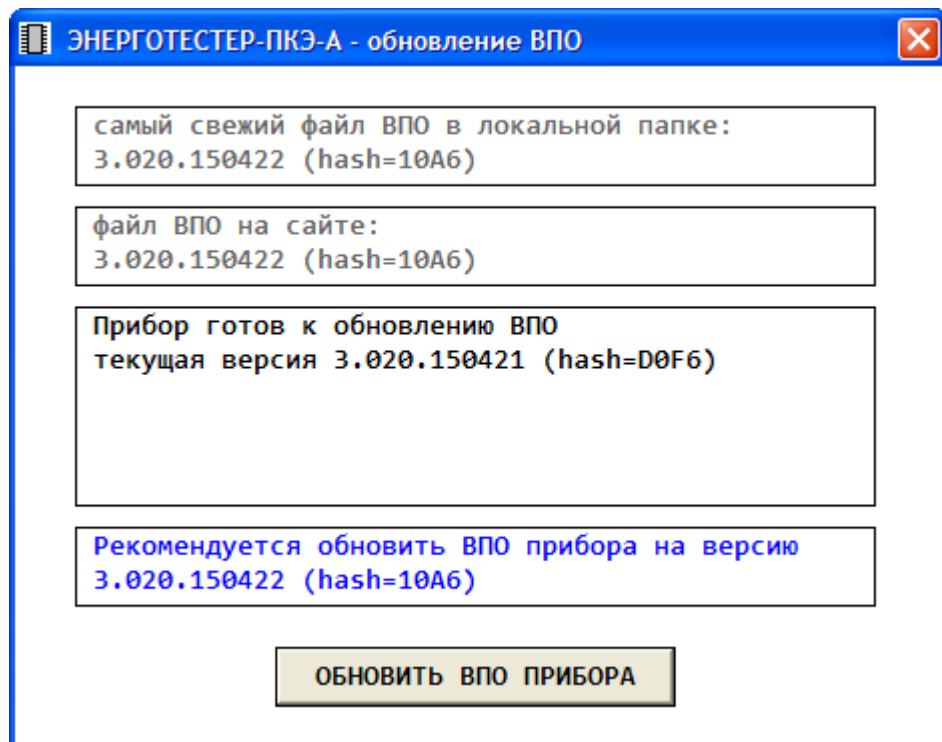 ЭНЕРГОТЕСТЕР-ПКЭ-А - обновление ВПО
самый свежий файл ВПО в локальной папке:
3.020.150422 (hash=10A6)
файл ВПО на сайте:
3.020.150422 (hash=10A6)
Прибор готов к обновлению ВПО
текущая версия 3.020.150421 (hash=D0F6)
Рекомендуется обновить ВПО прибора на версию
3.020.150422 (hash=10A6)
ОБНОВИТЬ ВПО ПРИБОРА